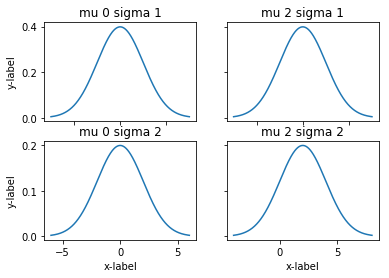 mu 0 sigma 1
mu 2 sigma 1
0.4
0.2
0.0
y-label
mu 0 sigma 2
mu 2 sigma 2
0.2
0.1
0.0
y-label
−5
0
5
0
5
x-label
x-label